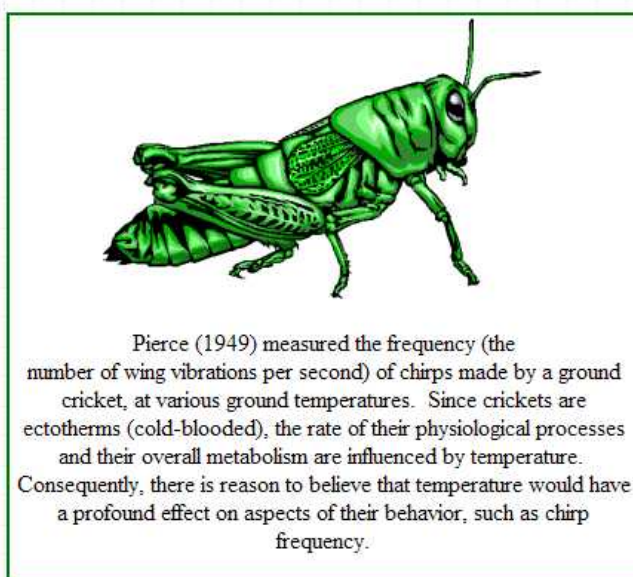 Pierce (1949) measured the frequency (the
number of wing vibrations per second) of chirps made by a ground
cricket, at various ground temperatures.  Since crickets are
ectotherms (cold-blooded), the rate of their physiological processes
and their overall metabolism are influenced by temperature.
Consequently, there is reason to believe that temperature would have
a profound effect on aspects of their behavior, such as chirp
frequency.